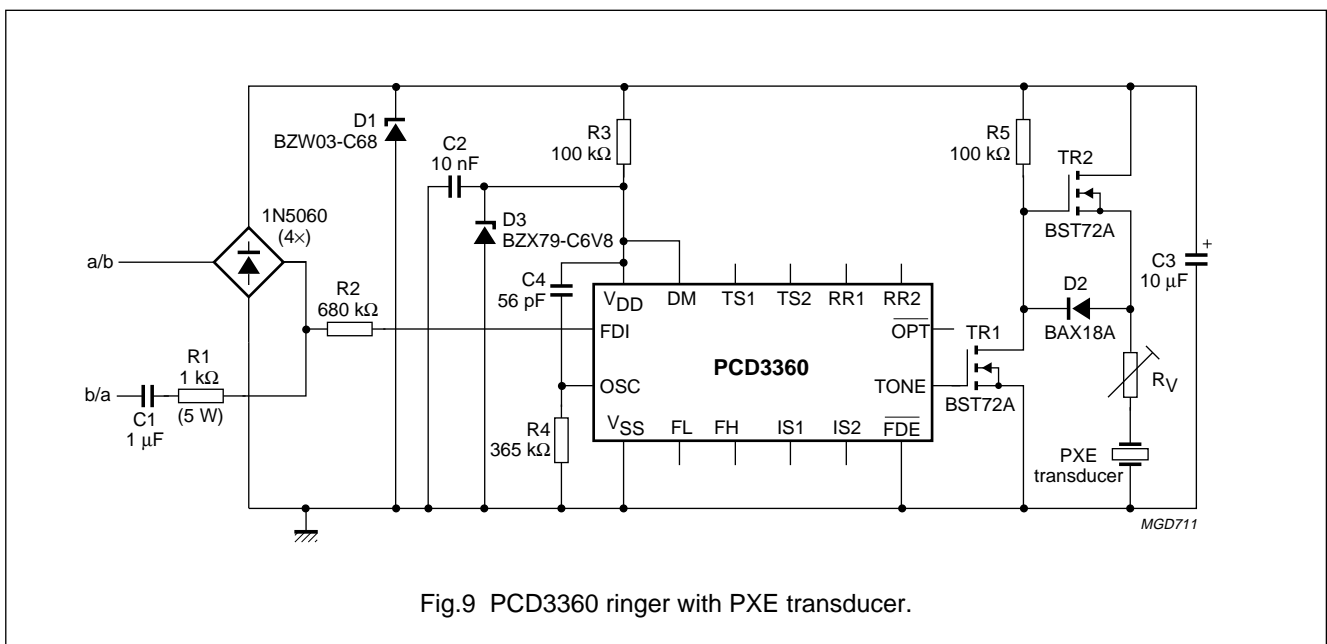 D1
BZW03-C68
C2
10 nF
R3
100 kΩ
R5
100 kΩ
TR2
BST72A
1N5060
(4×)
D3
BZX79-C6V8
a/b
C4
56 pF
C3
10 μF
+
R2
680 kΩ
VDD
DM
TS1
TS2
RR1
RR2
FDI
OPT
D2
BAX18A
PCD3360
TR1
BST72A
RV
R1
1 kΩ
(5 W)
b/a
C1
1 μF
OSC
TONE
R4
365 kΩ
VSS
FL
FH
IS1
IS2
FDE
PXE
transducer
MGD711
Fig.9 PCD3360 ringer with PXE transducer.